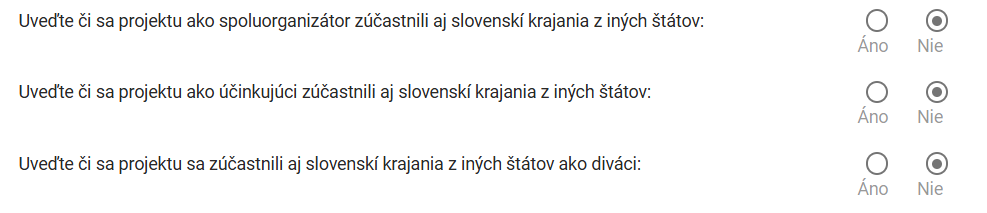 Uveďte či sa projektu ako spoluorganizátor zúčastnili aj slovenskí krajania z iných štátov:
Áno Nie
Uveďte či sa projektu ako účinkujúci zúčastnili aj slovenskí krajania z iných štátov:
Áno Nie
Uveďte či sa projektu sa zúčastnili aj slovenskí krajania z iných štátov ako diváci:
Áno Nie